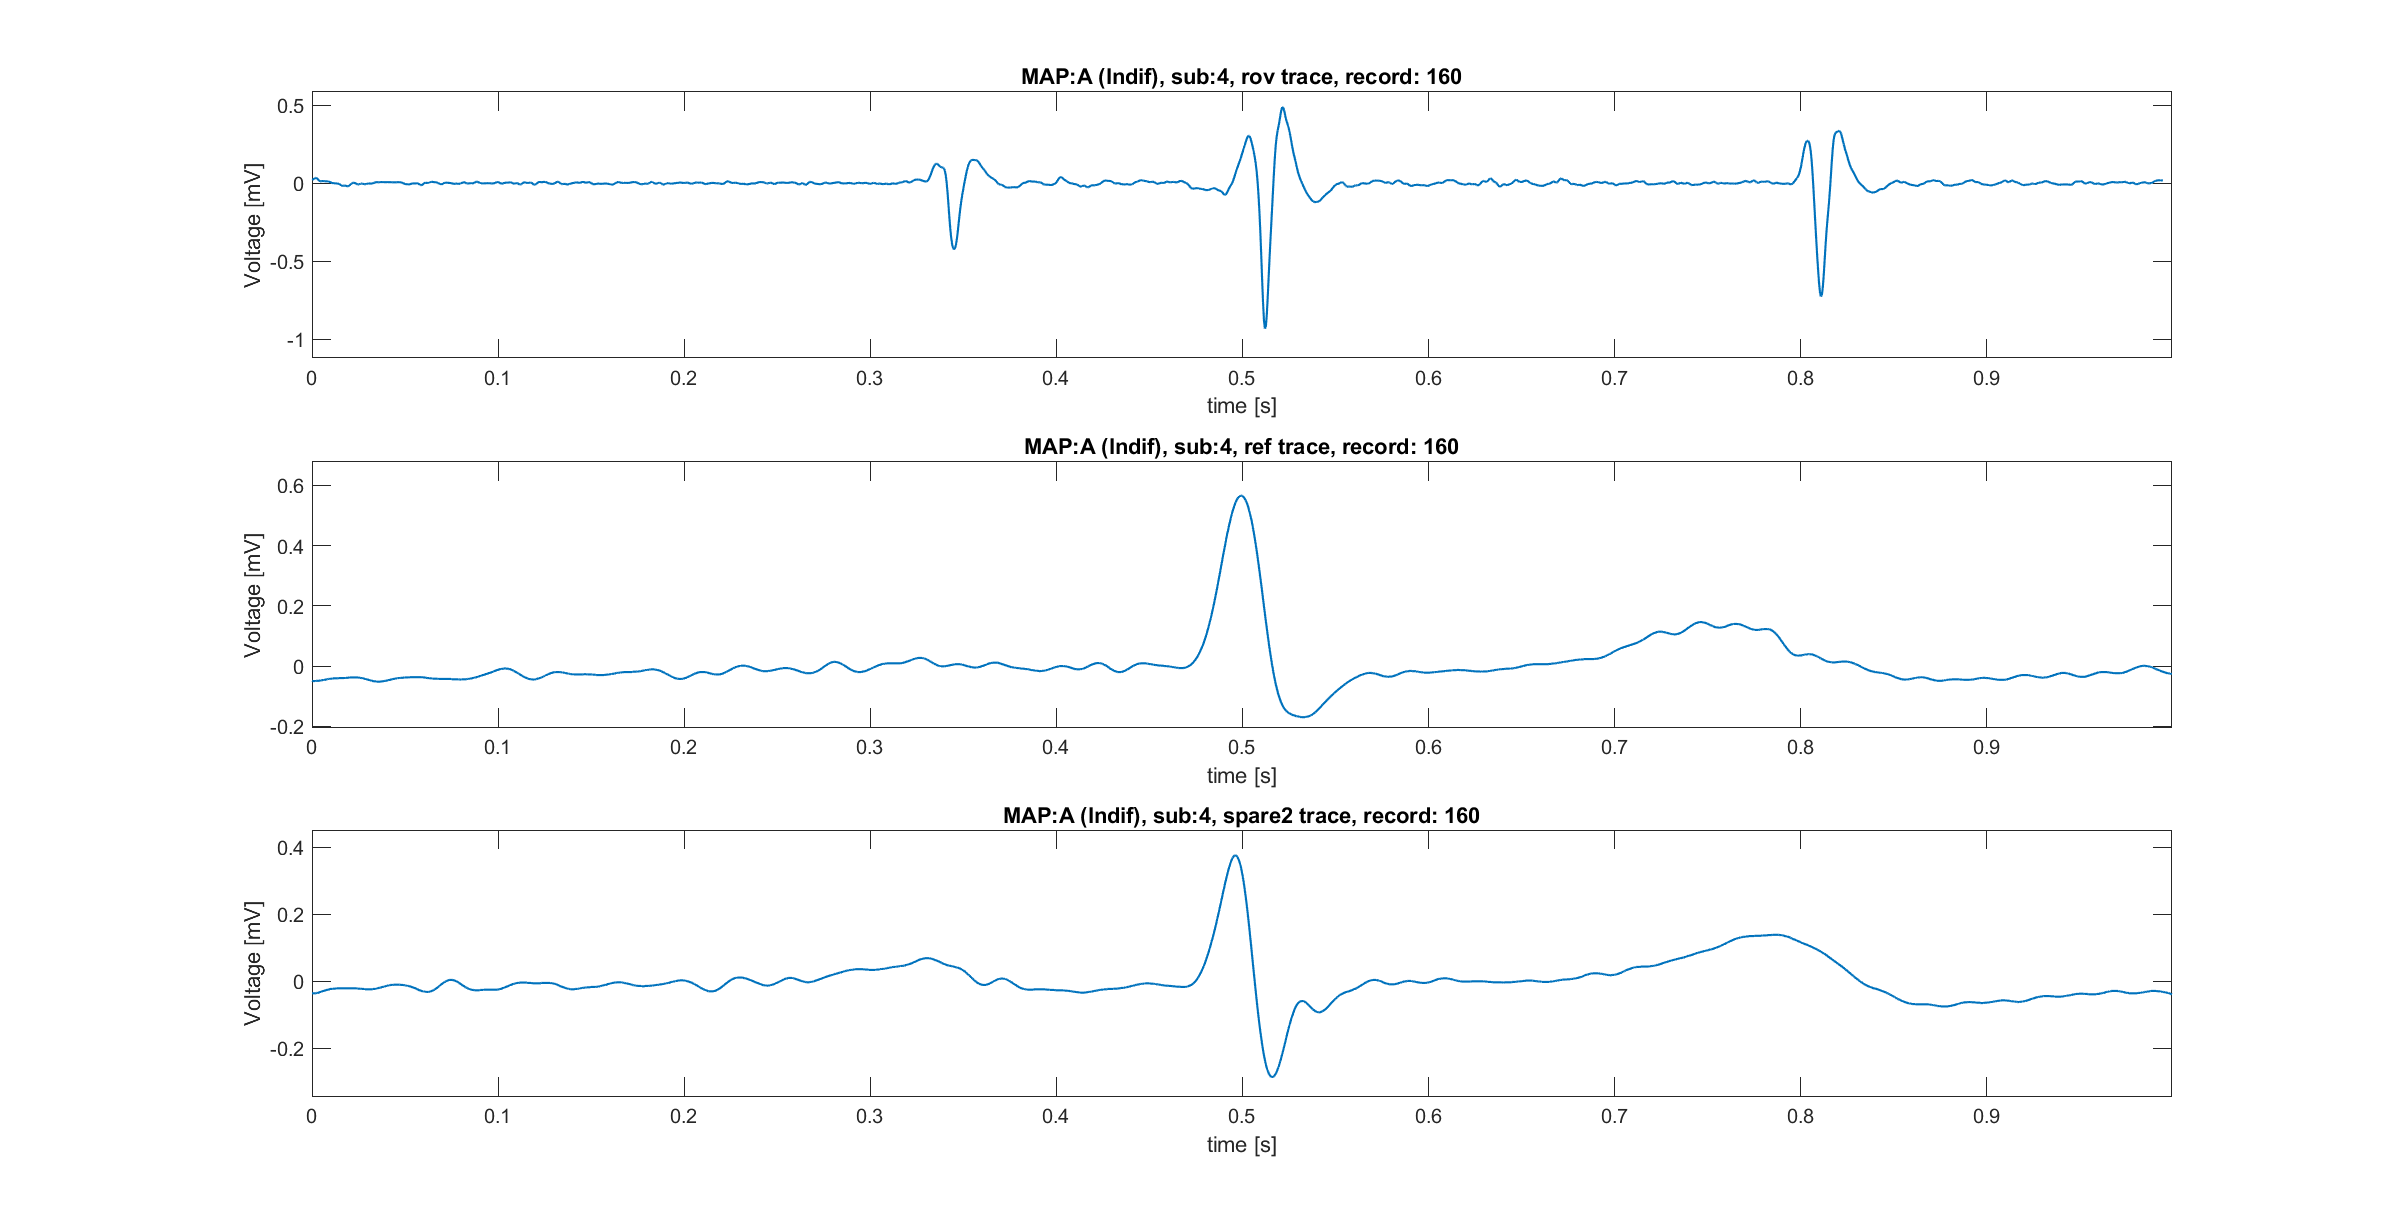 MAP:A (Indif), sub:4, rov trace, record: 160
Voltage [mV]
0.5
0
-0.5
-1
0 0.1 0.2 0.3 0.4 0.5 0.6 0.7 0.8 0.9
time [s]
MAP:A (Indif), sub:4, ref trace, record: 160
Voltage [mV]
0.6
0.4
0.2
0
-0.2
0 0.1 0.2 0.3 0.4 0.5 0.6 0.7 0.8 0.9
time [s]
MAP:A (Indif), sub:4, spare2 trace, record: 160
Voltage [mV]
0.4
0.2
0
-0.2
0 0.1 0.2 0.3 0.4 0.5 0.6 0.7 0.8 0.9
time [s]